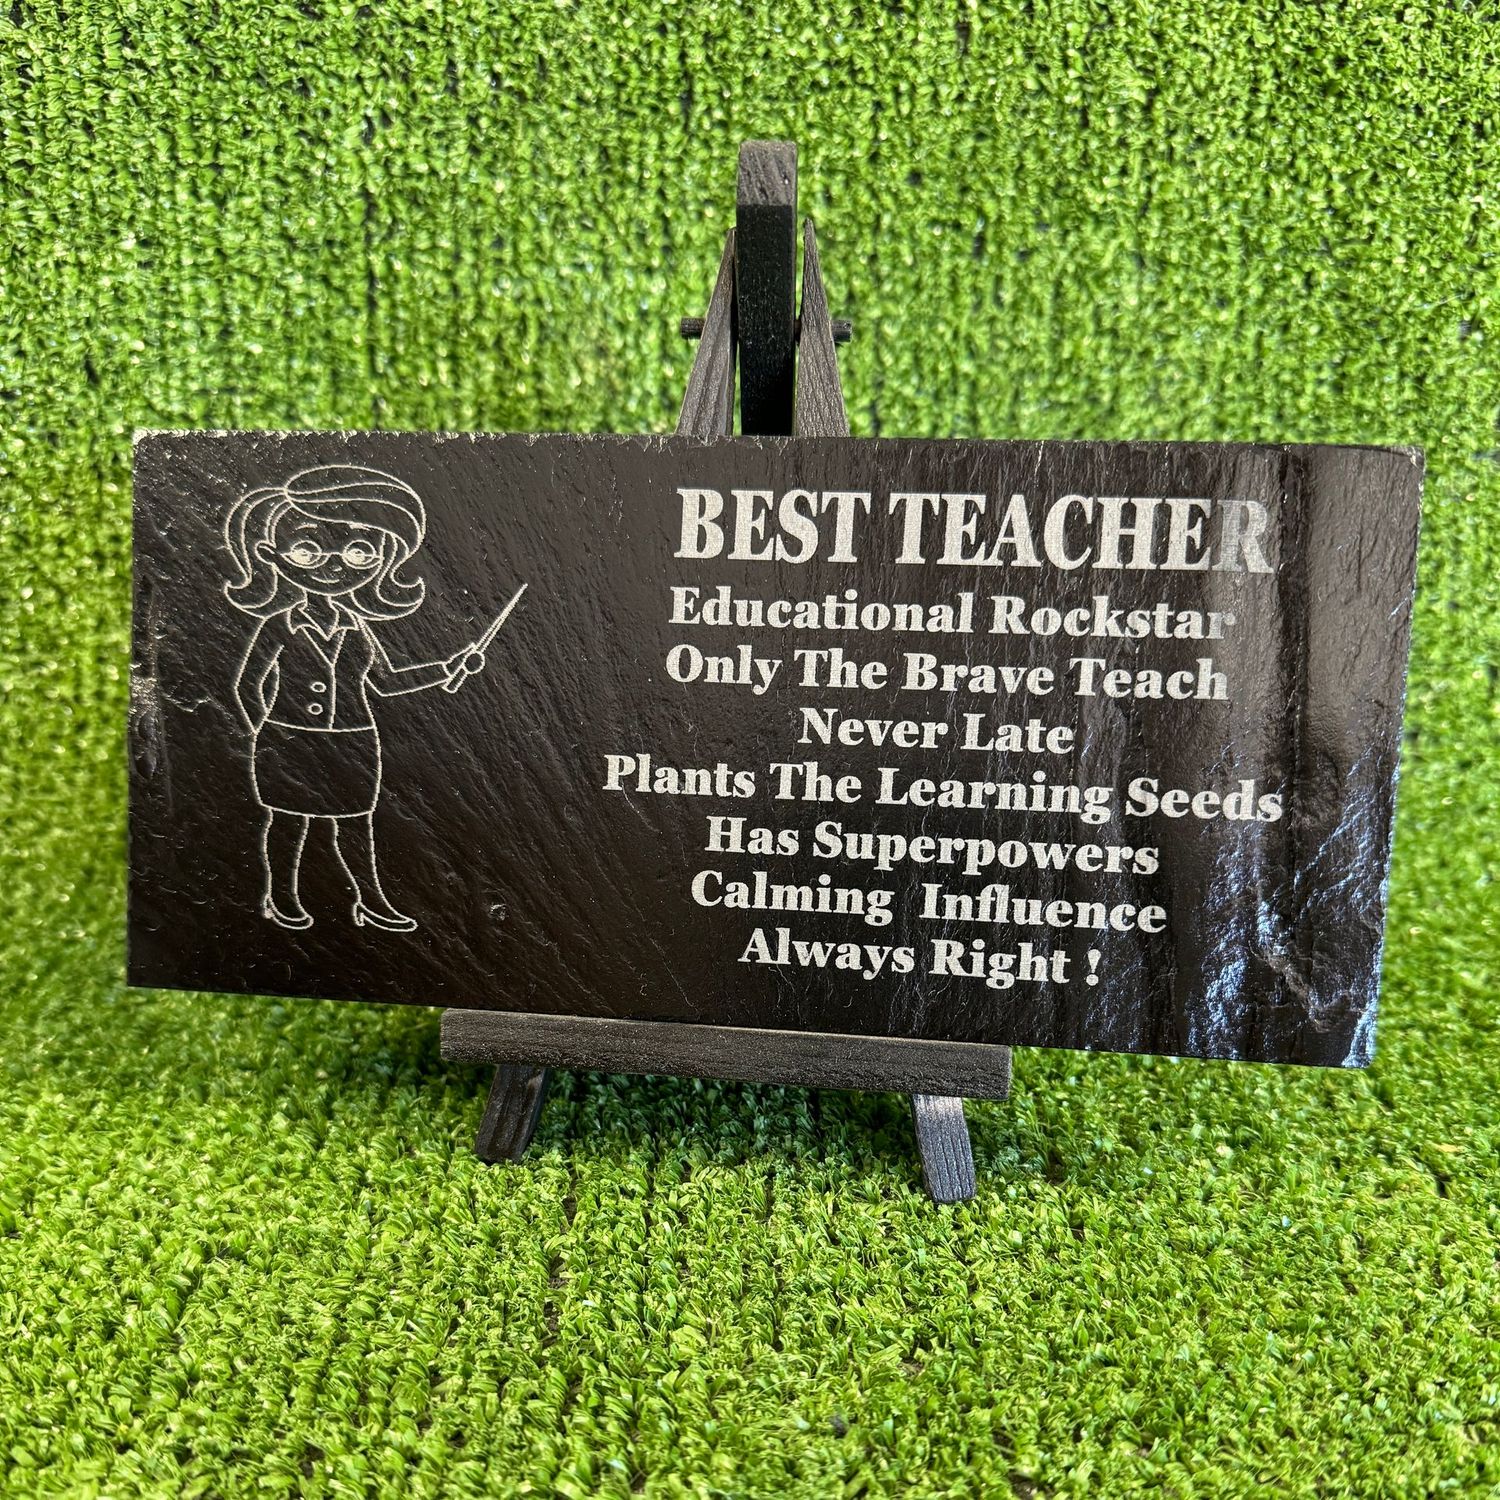 BEST TEACHER
Educational Rockstar
Only The Brave Teach
Never Late
Plants The Learning Seeds
Has Superpowers
Calming Influence
Always Right !